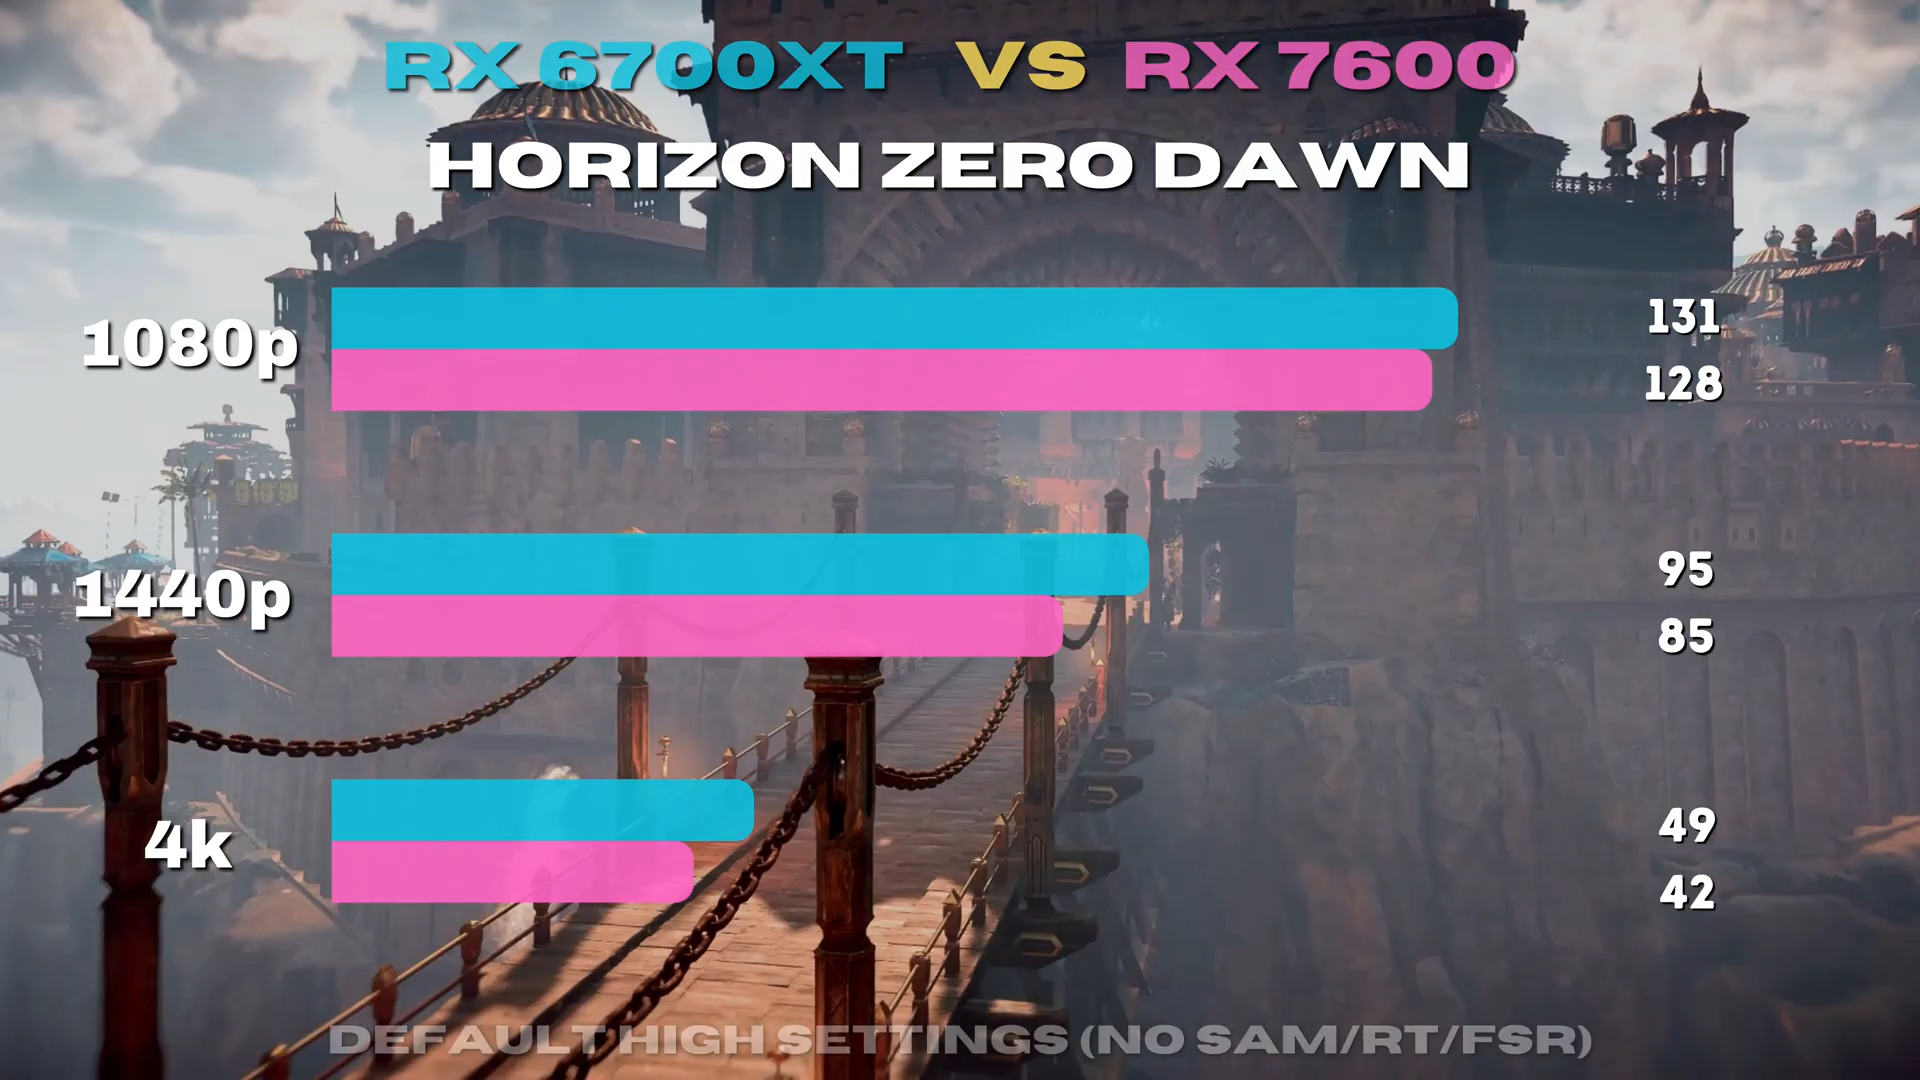 RX 6700XT VS RX 7600
HORIZON ZERO DAWN
1080p
131
128
1440p
95
85
4k
49
42
DEFAULT HIGH SETTINGS (NO SAM/RT/FSR)